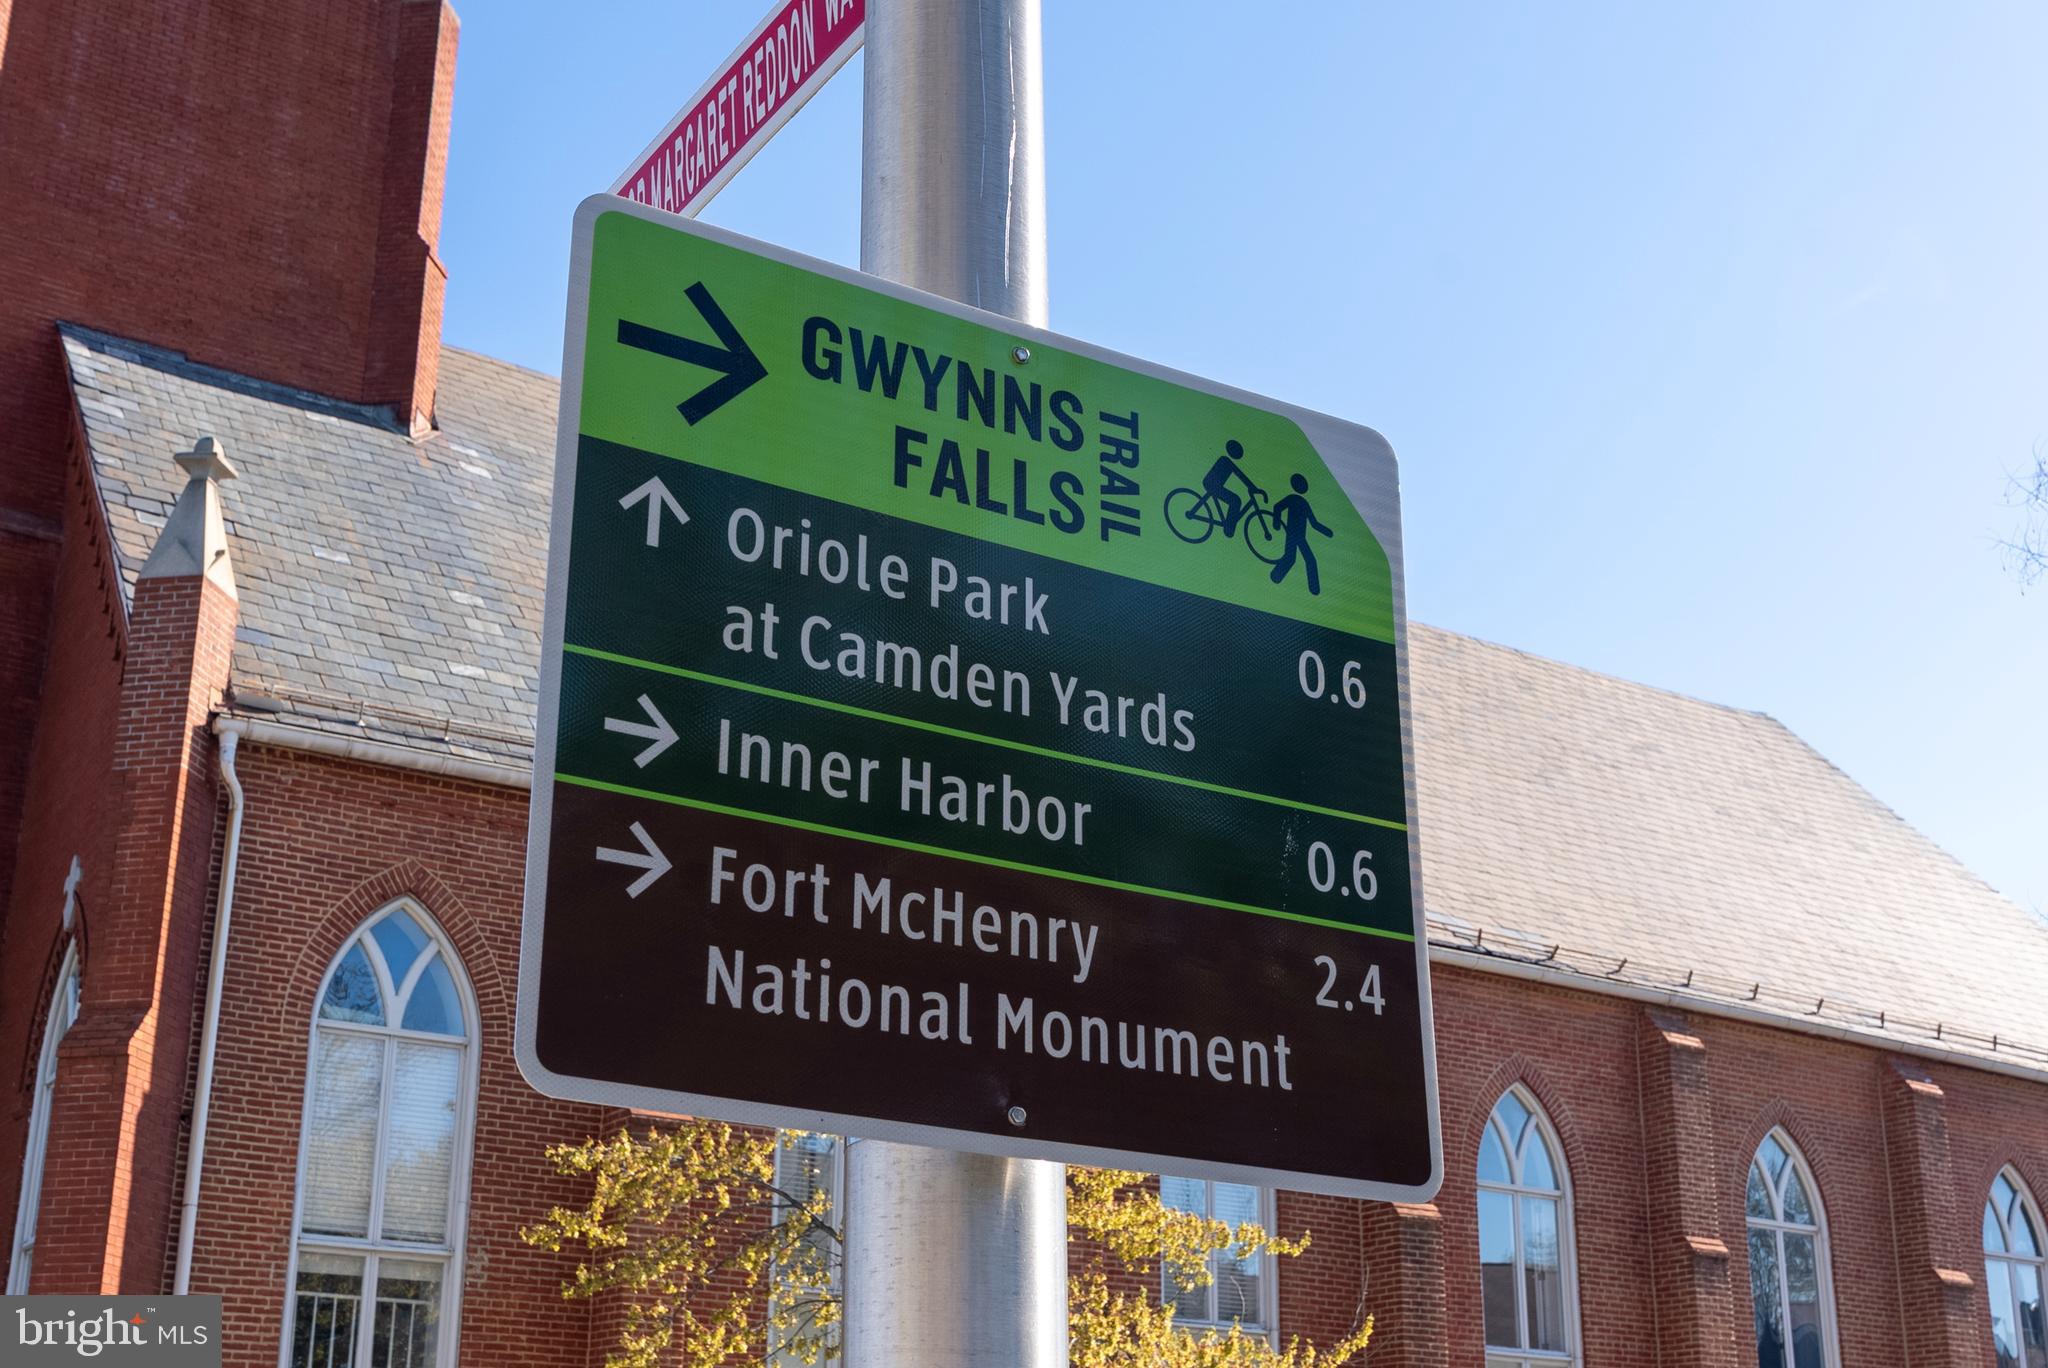 MARGARET REDDON
GWYNNS
FALLS
TRAIL
Oriole Park
at Camden Yards 0.6
Inner Harbor 0.6
Fort McHenry
National Monument 2.4
bright™ MLS